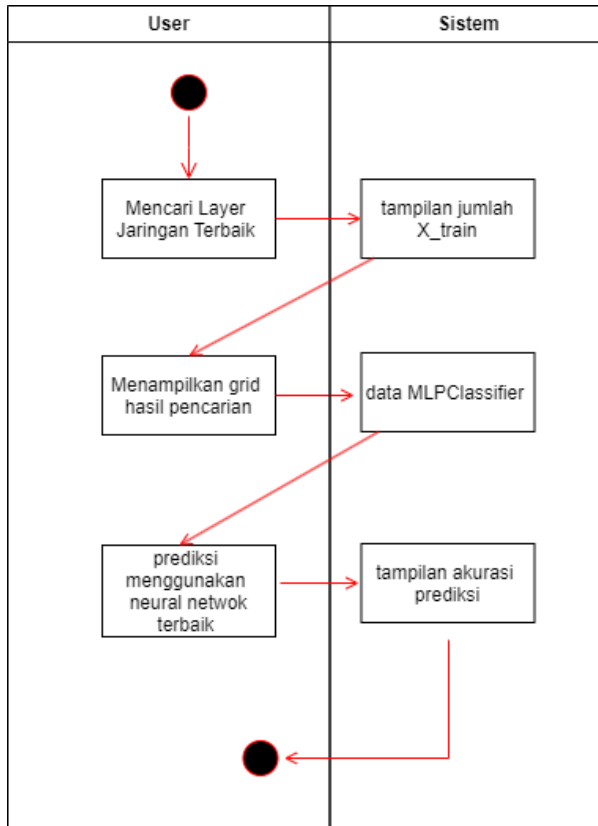 User
Sistem
Mencari Layer
Jaringan Terbaik
tampilan jumlah
X_train
Menampilkan grid
hasil pencarian
data MLPClassifier
prediksi
menggunakan
neural netwok
terbaik
tampilan akurasi
prediksi